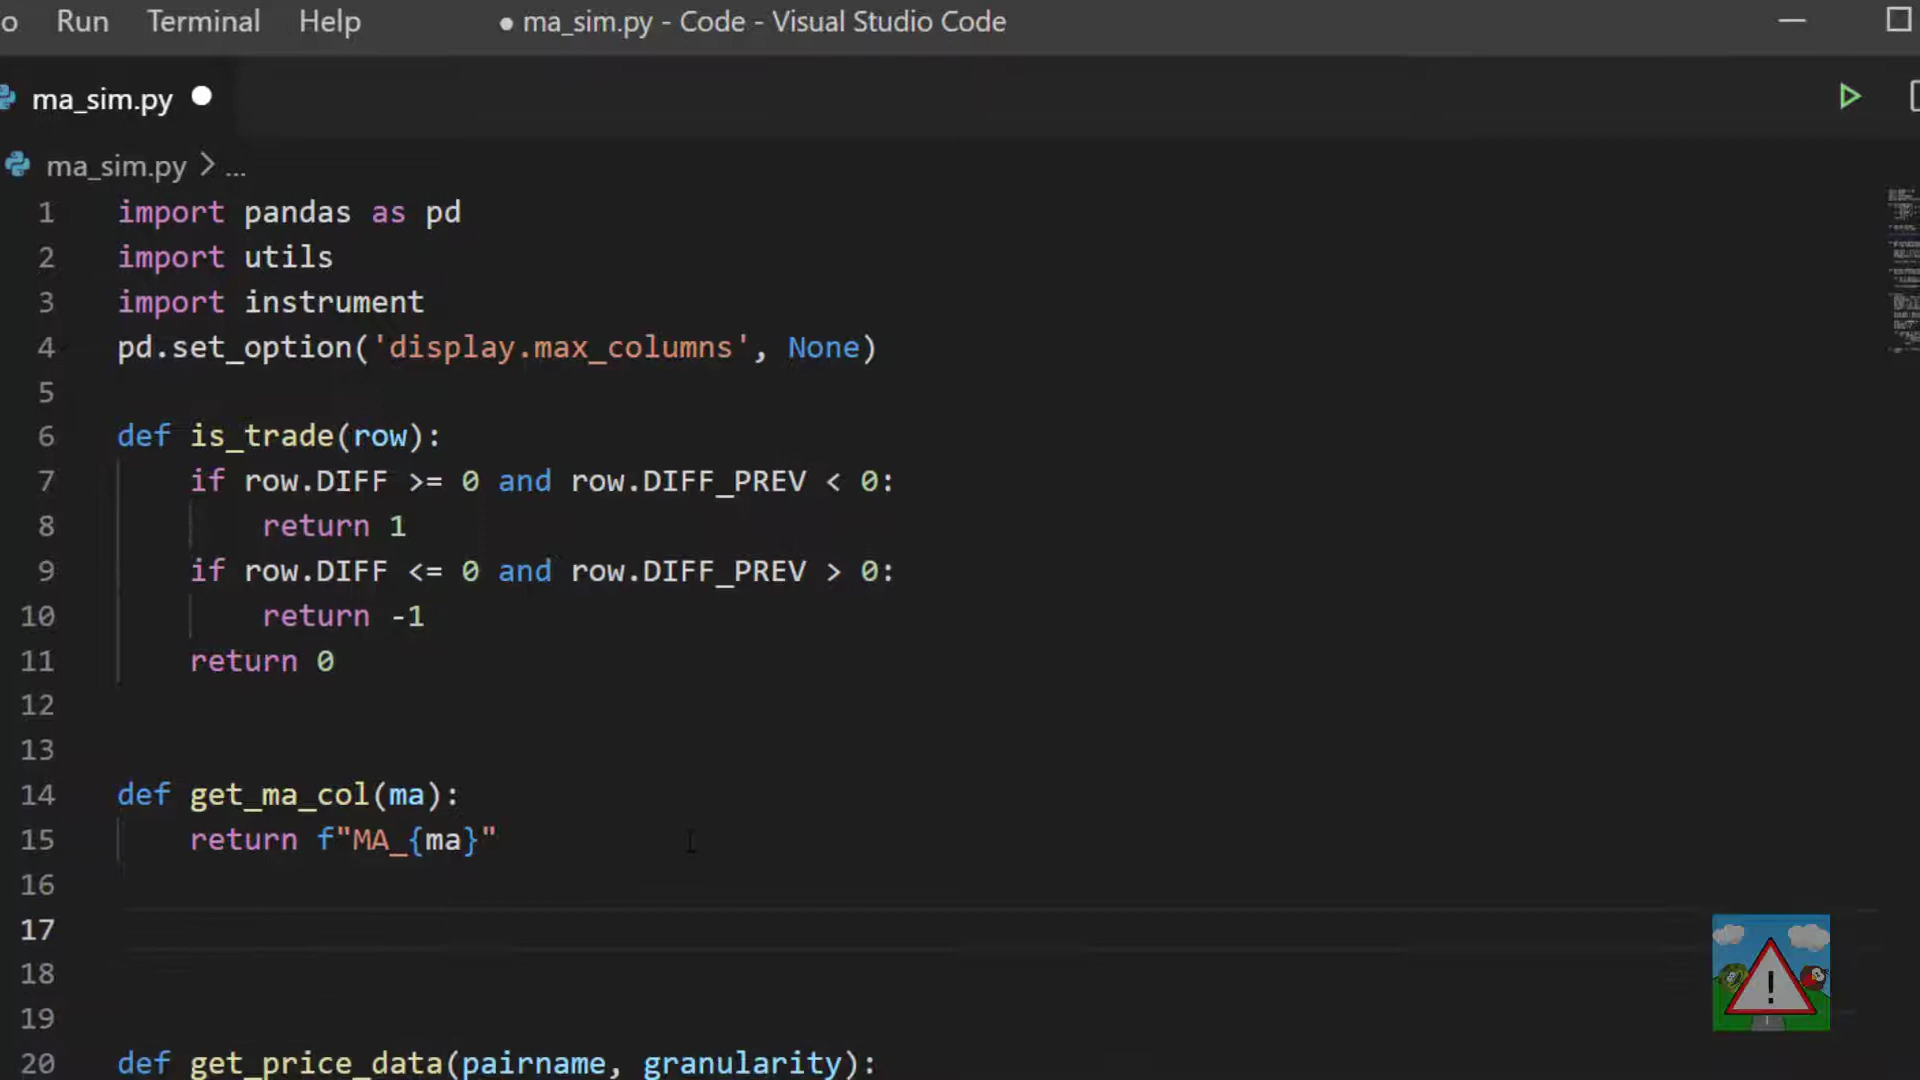 o Run Terminal Help ● ma_sim.py - Code - Visual Studio Code
ma_sim.py
ma_sim.py > ...
1 import pandas as pd
2 import utils
3 import instrument
4 pd.set_option('display.max_columns', None)
5
6 def is_trade(row):
7 if row.DIFF >= 0 and row.DIFF_PREV < 0:
8 return 1
9 if row.DIFF <= 0 and row.DIFF_PREV > 0:
10 return -1
11 return 0
12
13
14 def get_ma_col(ma):
15 return f"MA_{ma}"
16
17
18
19
20 def get_price_data(pairname, granularity):
!